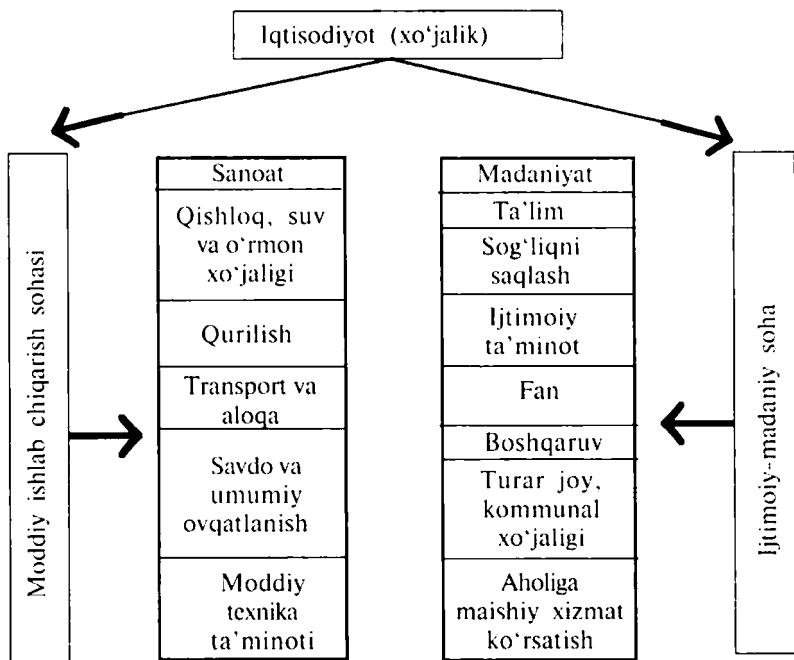 Iqtisodiyot (xo‘jalik)
Moddiy ishlab chiqarish sohasi
Sanoat
Qishloq, suv
va o‘rmon
xo‘jaligi
Qurilish
Transport va
aloqa
Savdo va
umumiy
ovqatlanish
Moddiy
texnika
ta’minoti
Madaniyat
Ta’lim
Sog‘liqni
saqlash
Ijtimoiy
ta’minot
Fan
Boshqaruv
Turar joy,
kommunal
xo‘jaligi
Aholiga
maishiy xizmat
ko‘rsatish
Ijtimoiy-madaniy soha